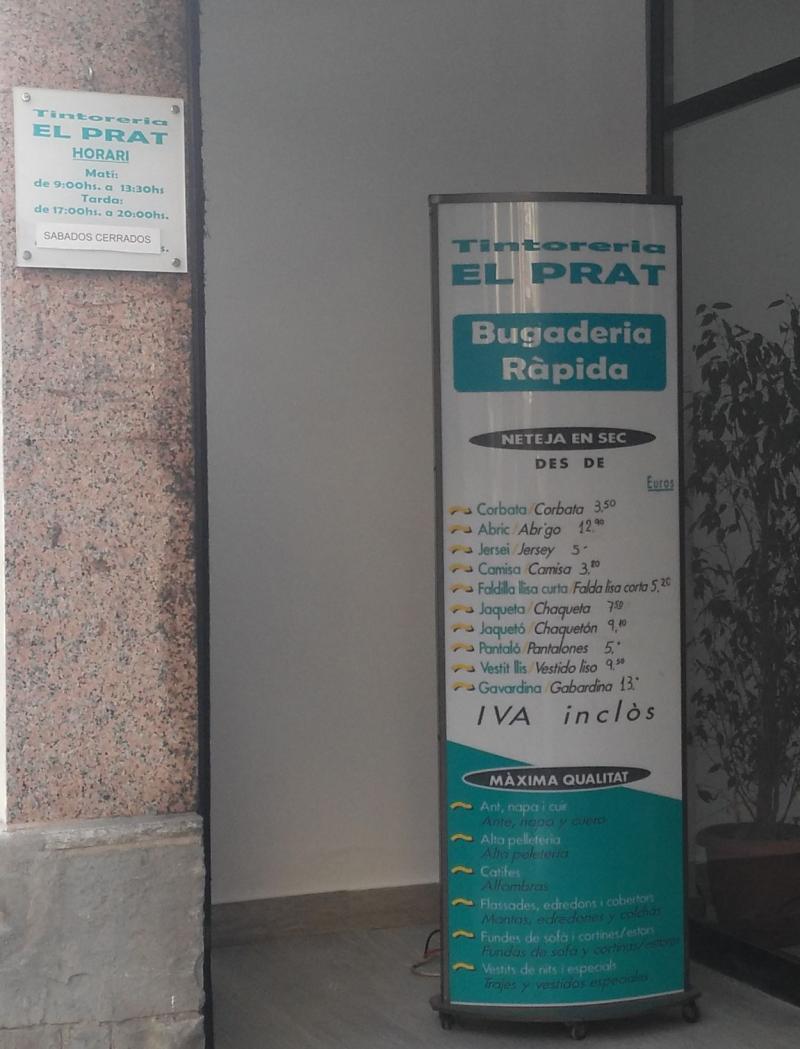 Tintoreria
EL PRAT
HORARI
Matí:
de 9:00hs. a 13:30hs
Tarda:
de 17:00hs. a 20:00hs.
SABADOS CERRADOS
s.
Tintoreria
EL PRAT
Bugaderia
Ràpida
NETEJA EN SEC
DES DE
Euros
Corbata/Corbata 3,50
Abric/Abrigo 12,90
Jersei/Jersey 5-
Camisa/Camisa 3,80
Faldilla llisa curta/Falda lisa corta 5,20
Jaqueta/Chaqueta 7,50
Jaquetó/Chaquetón 9,10
Pantaló/Pantalones 5,-
Vestit llis/Vestido liso 9,50
Gavardina/Gabardina 13,-
IVA inclòs
MÀXIMA QUALITAT
Ant, napa i cuir
Ante, napa y cuero
Alta pelleteria
Alta peletería
Catifes
Alfombras
Flassades, edredons i cobertors
Mantas, edredones y colchas
Fundes de sofà i cortines/estors
Fundas de sofa y cortinas/estores
Vestits de nits i especials
Trajes y vestidos especiales